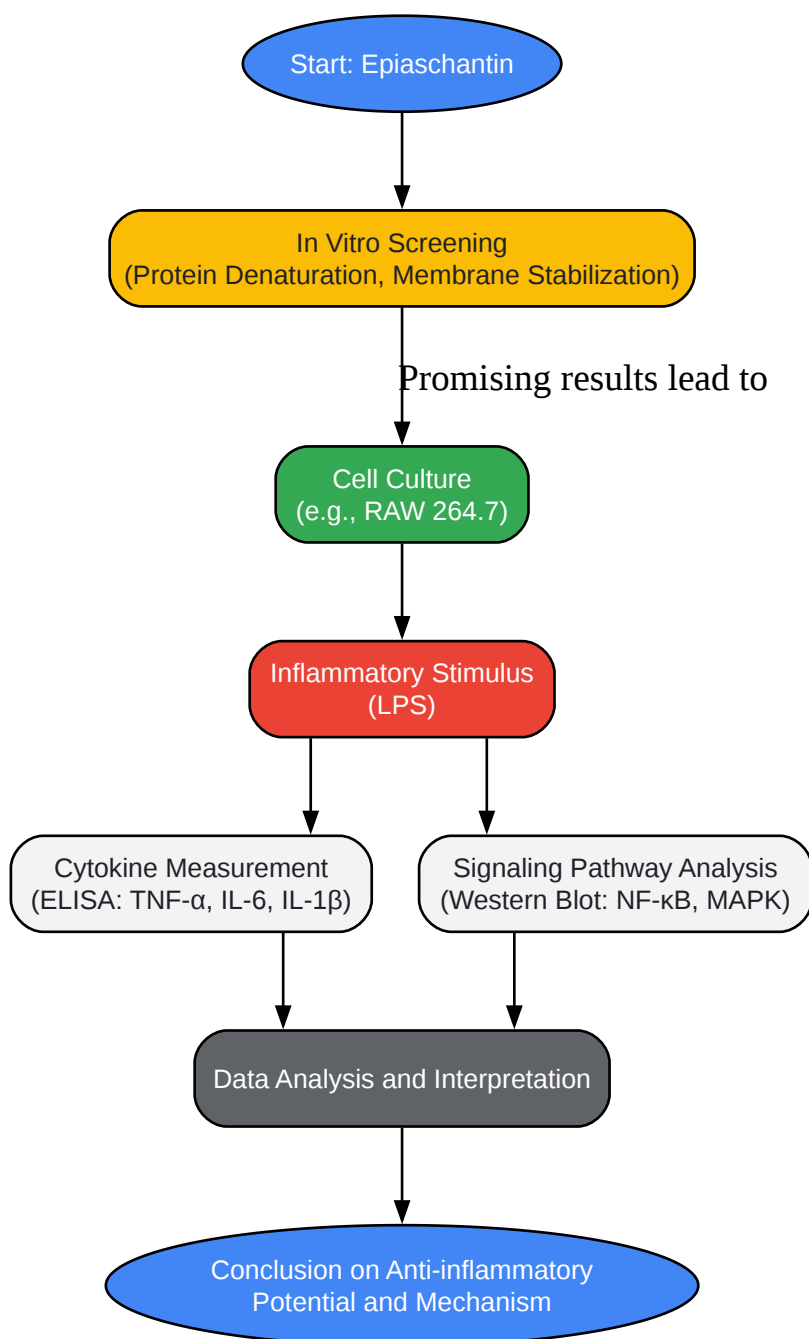 Start: Epiaschantin
In Vitro Screening
(Protein Denaturation, Membrane Stabilization)
Promising results lead to
Cell Culture
(e.g., RAW 264.7)
Inflammatory Stimulus
(LPS)
Cytokine Measurement
(ELISA: TNF-α, IL-6, IL-1β)
Signaling Pathway Analysis
(Western Blot: NF-κB, MAPK)
Data Analysis and Interpretation
Conclusion on Anti-inflammatory
Potential and Mechanism